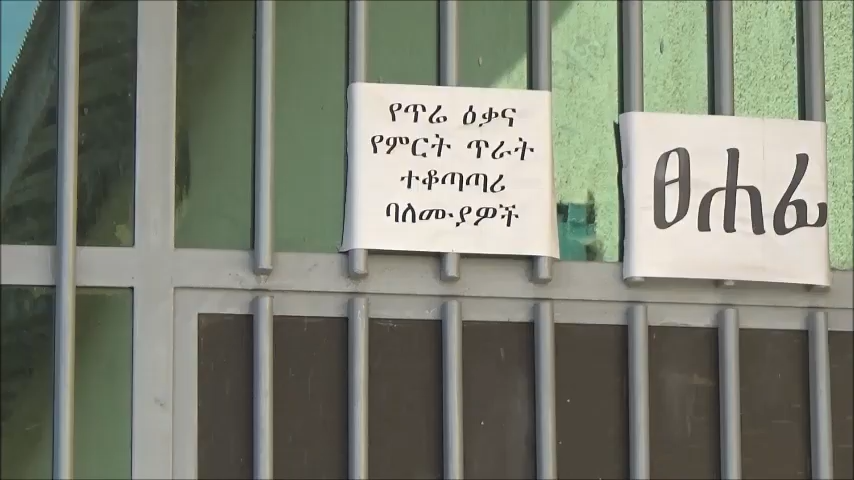 የጥሬ ዕቃና
የምርት ጥራት
ተቆጣጣሪ
ባለሙያዎች
ፀሐፊ